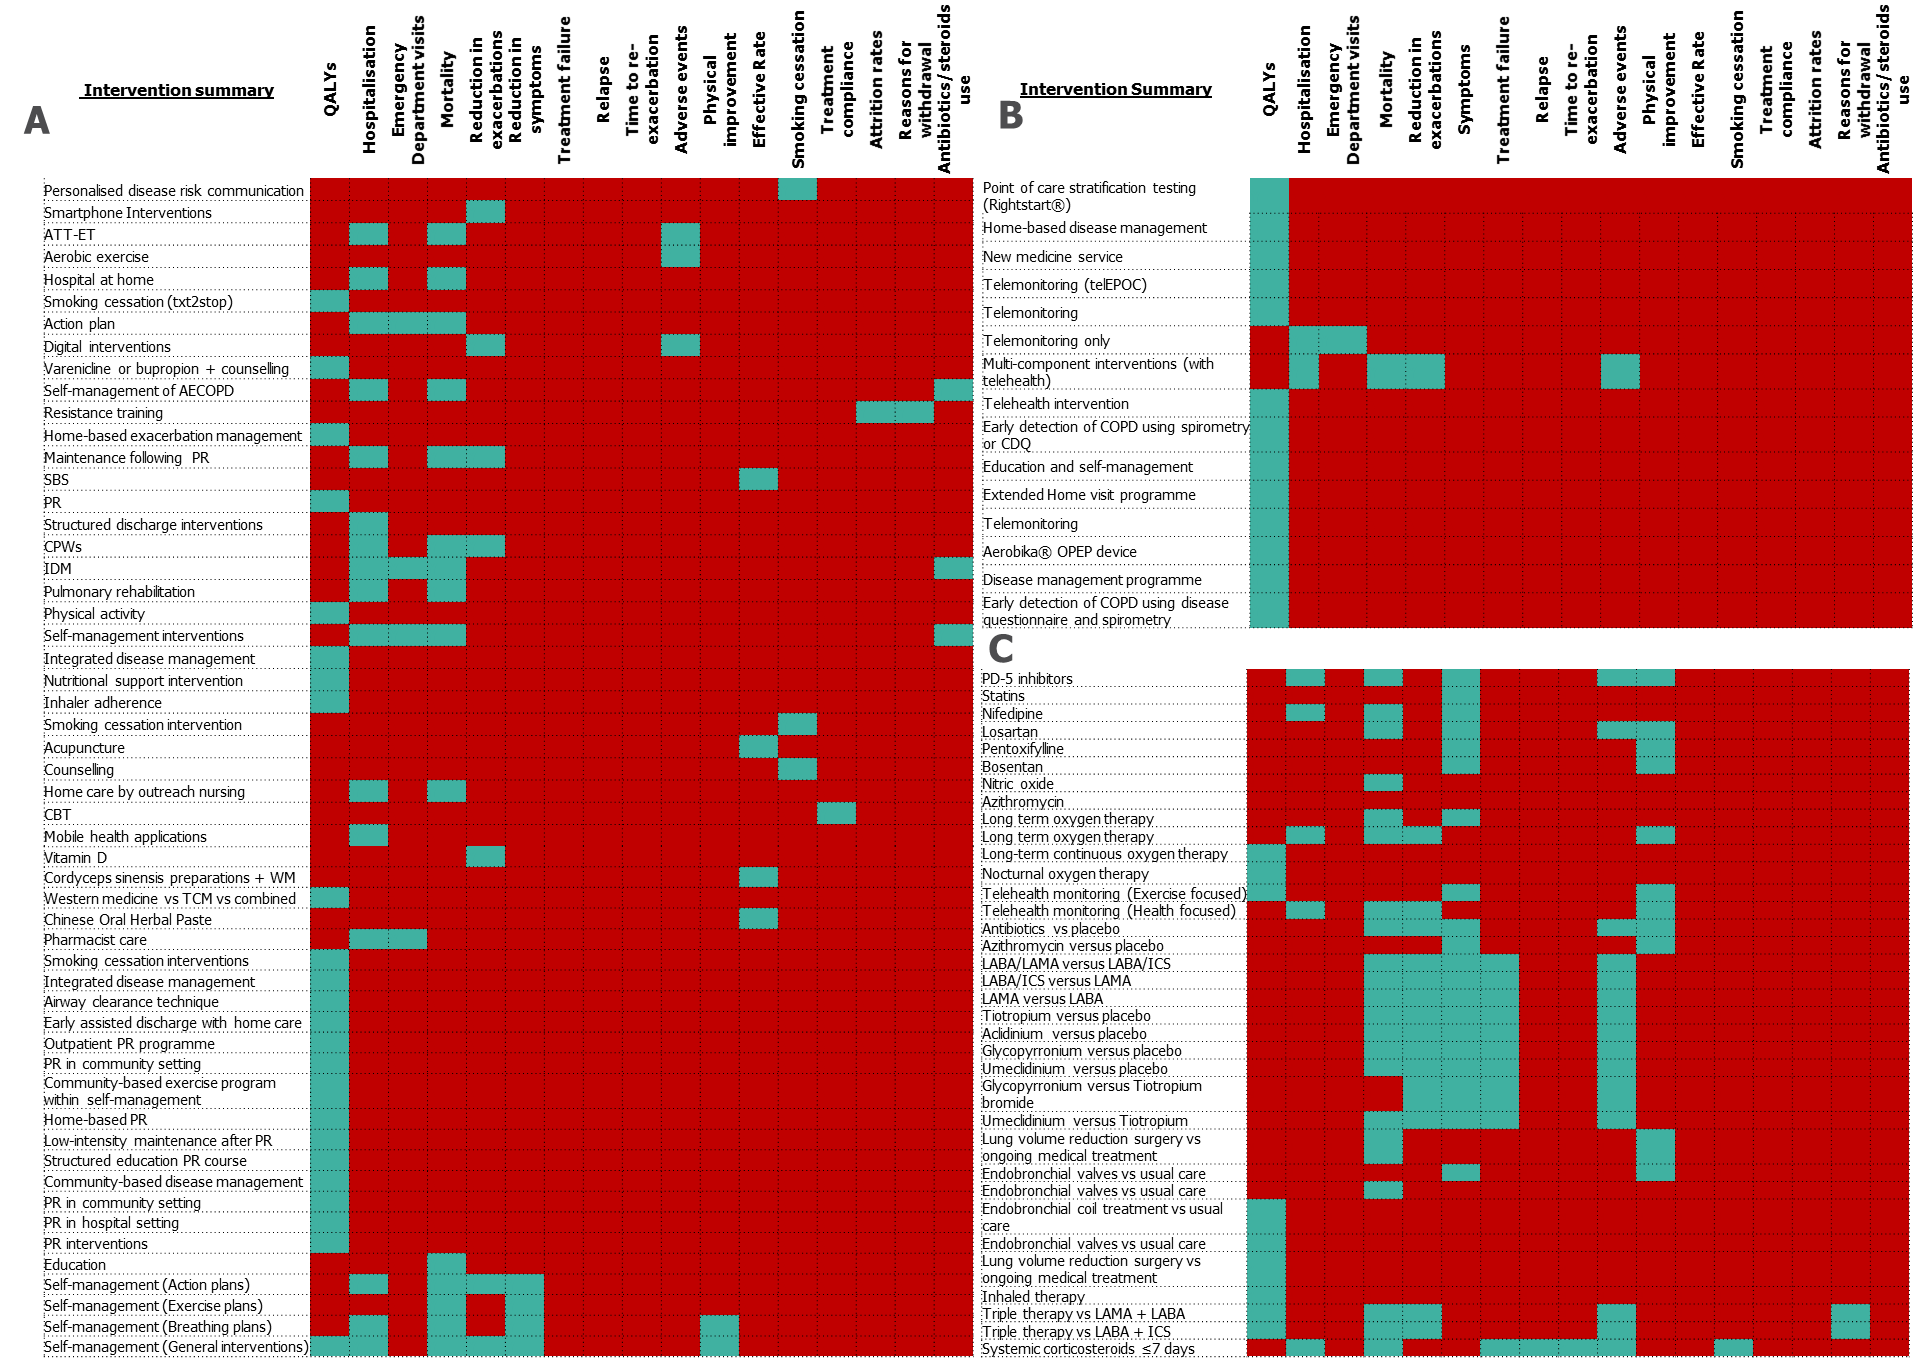 A
Intervention summary
QALYs
Hospitalisation
Emergency
Department visits
Mortality
Reduction in
exacerbations
Reduction in
symptoms
Treatment failure
Relapse
Time to re-
exacerbation
Adverse events
Physical
improvement
Effective Rate
Smoking cessation
Treatment
compliance
Attrition rates
Reasons for
withdrawal
Antibiotics/steroids
use
Personalised disease risk communication
Smartphone Interventions
ATT-ET
Aerobic exercise
Hospital at home
Smoking cessation (txt2stop)
Action plan
Digital interventions
Varenicline or bupropion + counselling
Self-management of AECOPD
Resistance training
Home-based exacerbation management
Maintenance following PR
SBS
PR
Structured discharge interventions
CPWs
IDM
Pulmonary rehabilitation
Physical activity
Self-management interventions
Integrated disease management
Nutritional support intervention
Inhaler adherence
Smoking cessation intervention
Acupuncture
Counselling
Home care by outreach nursing
CBT
Mobile health applications
Vitamin D
Cordyceps sinensis preparations + WM
Western medicine vs TCM vs combined
Chinese Oral Herbal Paste
Pharmacist care
Smoking cessation interventions
Integrated disease management
Airway clearance technique
Early assisted discharge with home care
Outpatient PR programme
PR in community setting
Community-based exercise program
within self-management
Home-based PR
Low-intensity maintenance after PR
Structured education PR course
Community-based disease management
PR in community setting
PR in hospital setting
PR interventions
Education
Self-management (Action plans)
Self-management (Exercise plans)
Self-management (Breathing plans)
Self-management (General interventions)
B
Intervention Summary
QALYs
Hospitalisation
Emergency
Department visits
Mortality
Reduction in
exacerbations
Symptoms
Treatment failure
Relapse
Time to re-
exacerbation
Adverse events
Physical
improvement
Effective Rate
Smoking cessation
Treatment
compliance
Attrition rates
Reasons for
withdrawal
Antibiotics/steroids
use
Point of care stratification testing
(Rightstart®)
Home-based disease management
New medicine service
Telemonitoring (telEPOC)
Telemonitoring
Telemonitoring only
Multi-component interventions (with
telehealth)
Telehealth intervention
Early detection of COPD using spirometry
or CDQ
Education and self-management
Extended Home visit programme
Telemonitoring
Aerobika® OPEP device
Disease management programme
Early detection of COPD using disease
questionnaire and spirometry
C
PD-5 inhibitors
Statins
Nifedipine
Losartan
Pentoxifylline
Bosentan
Nitric oxide
Azithromycin
Long term oxygen therapy
Long term oxygen therapy
Long-term continuous oxygen therapy
Nocturnal oxygen therapy
Telehealth monitoring (Exercise focused)
Telehealth monitoring (Health focused)
Antibiotics vs placebo
Azithromycin versus placebo
LABA/LAMA versus LABA/ICS
LABA/ICS versus LAMA
LAMA versus LABA
Tiotropium versus placebo
Aclidinium versus placebo
Glycopyrronium versus placebo
Umeclidinium versus placebo
Glycopyrronium versus Tiotropium
bromide
Umeclidinium versus Tiotropium
Lung volume reduction surgery vs
ongoing medical treatment
Endobronchial valves vs usual care
Endobronchial valves vs usual care
Endobronchial coil treatment vs usual
care
Endobronchial valves vs usual care
Lung volume reduction surgery vs
ongoing medical treatment
Inhaled therapy
Triple therapy vs LAMA + LABA
Triple therapy vs LABA + ICS
Systemic corticosteroids ≤7 days